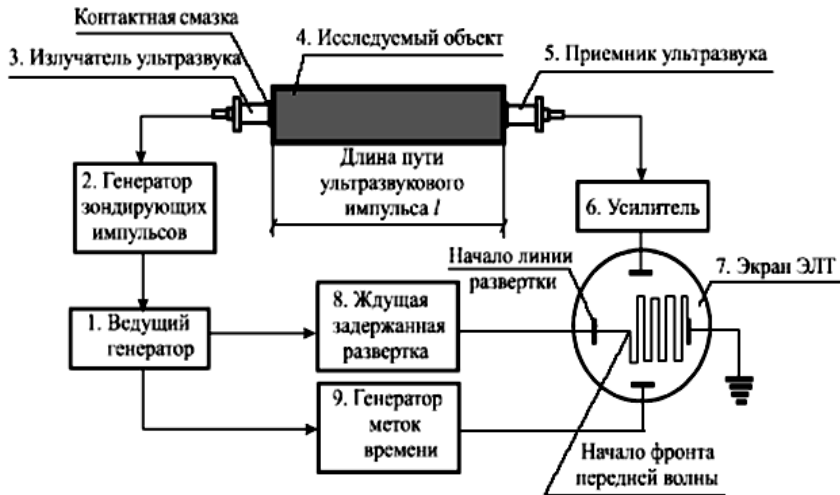 Контактная смазка
3. Излучатель ультразвука
4. Исследуемый объект
5. Приемник ультразвука
Длина пути
ультразвукового
импульса l
2. Генератор
зондирующих
импульсов
6. Усилитель
Начало линии
развертки
7. Экран ЭЛТ
1. Ведущий
генератор
8. Ждущая
задержанная
развертка
9. Генератор
меток
времени
Начало фронта
передней волны